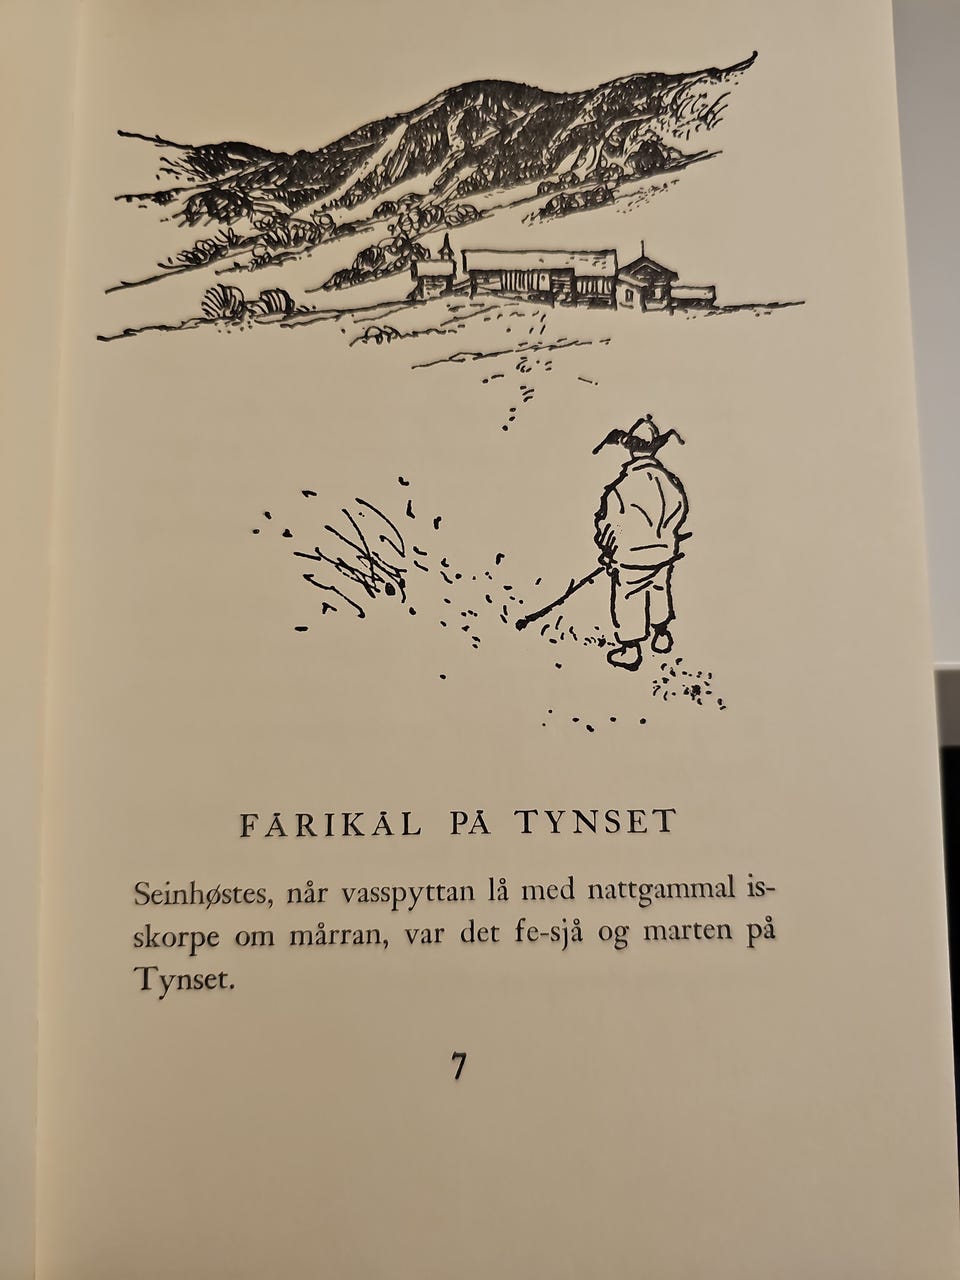 FÅRIKÅL PÅ TYNSET
Seinhøstes, når vasspyttan lå med nattgammal is-
skorpe om mårran, var det fe-sjå og marten på
Tynset.
7